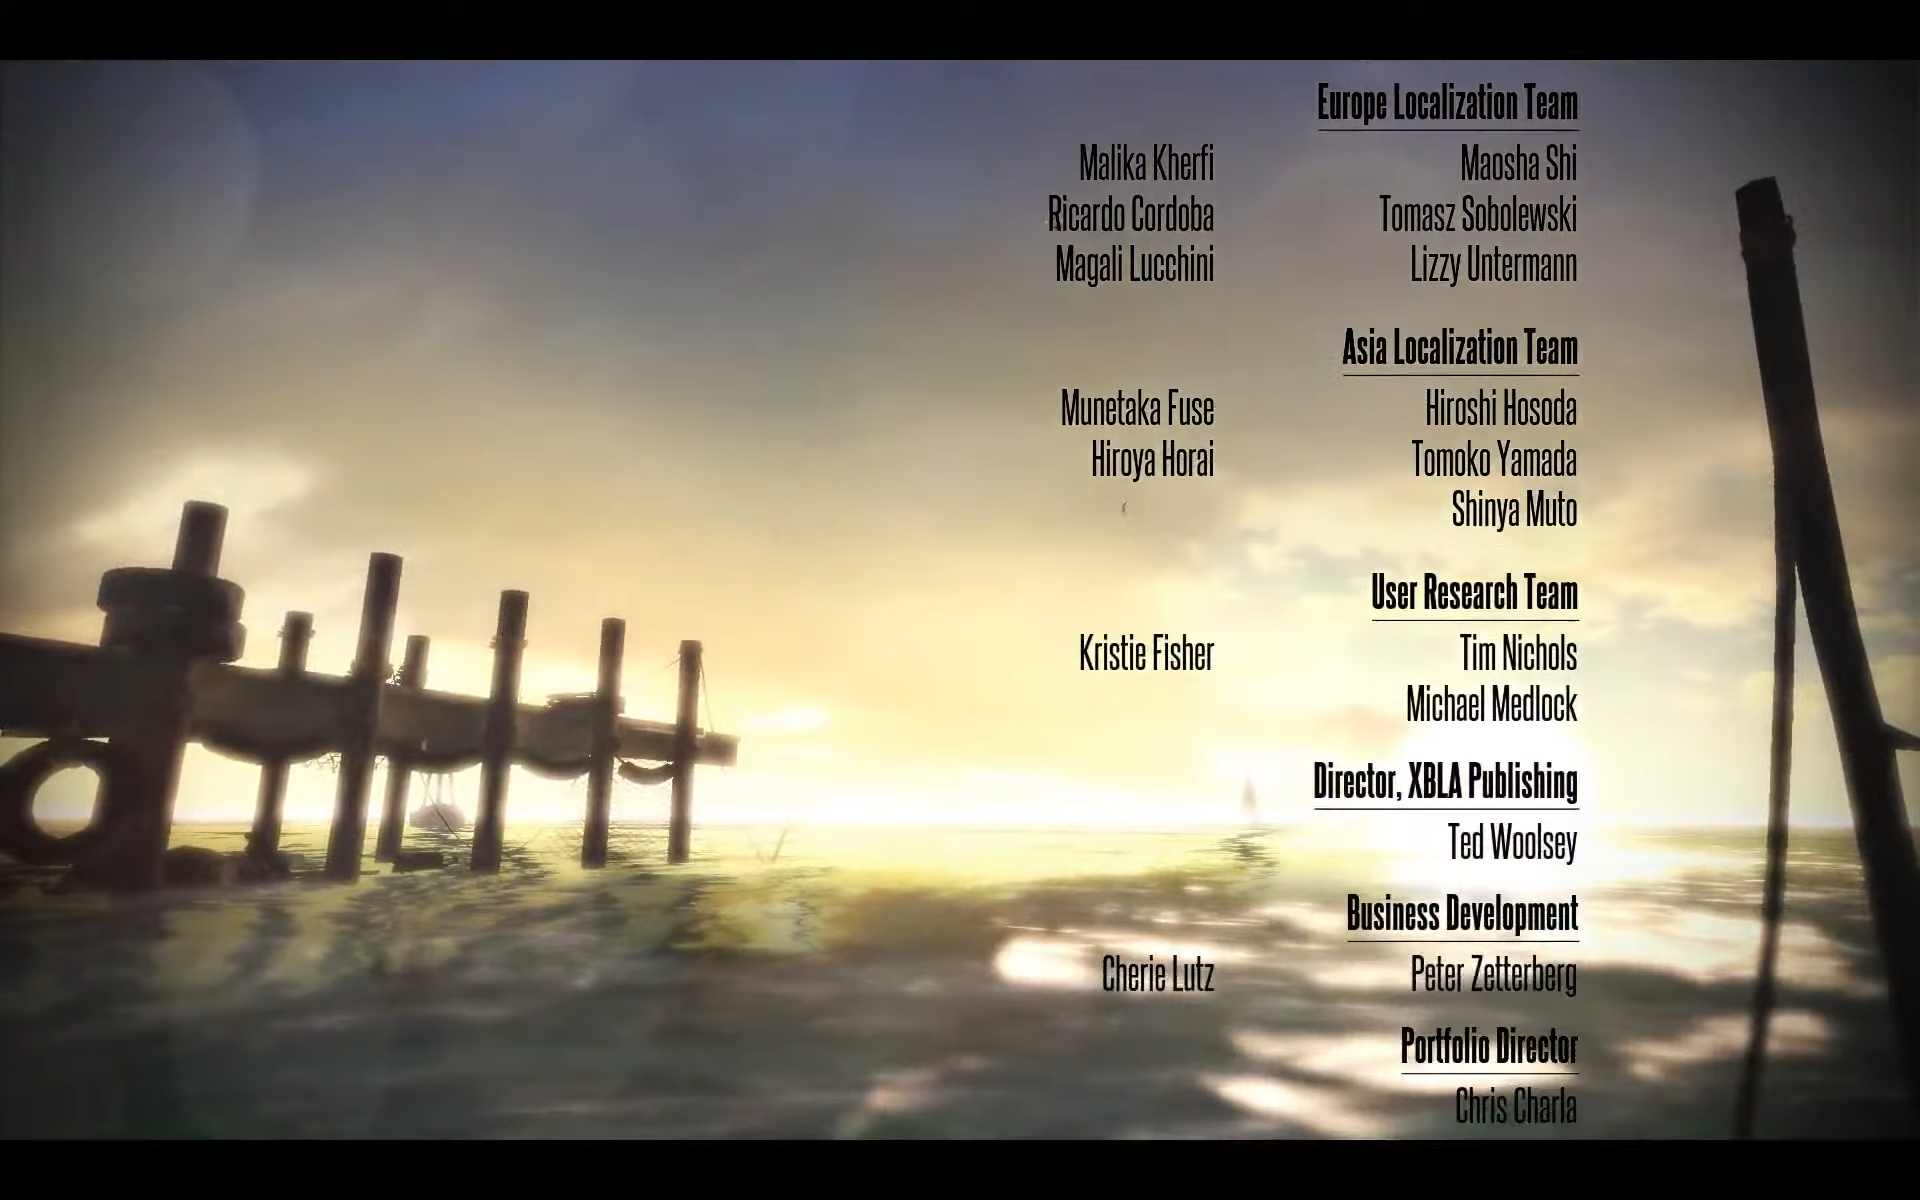 Europe Localization Team
Malika Kherfi Maosha Shi
Ricardo Cordoba Tomasz Sobolewski
Magali Lucchini Lizzy Untermann
Asia Localization Team
Munetaka Fuse Hiroshi Hosoda
Hiroya Horai Tomoko Yamada
Shinya Muto
User Research Team
Kristie Fisher Tim Nichols
Michael Medlock
Director, XBLA Publishing
Ted Woolsey
Business Development
Cherie Lutz Peter Zetterberg
Portfolio Director
Chris Charla